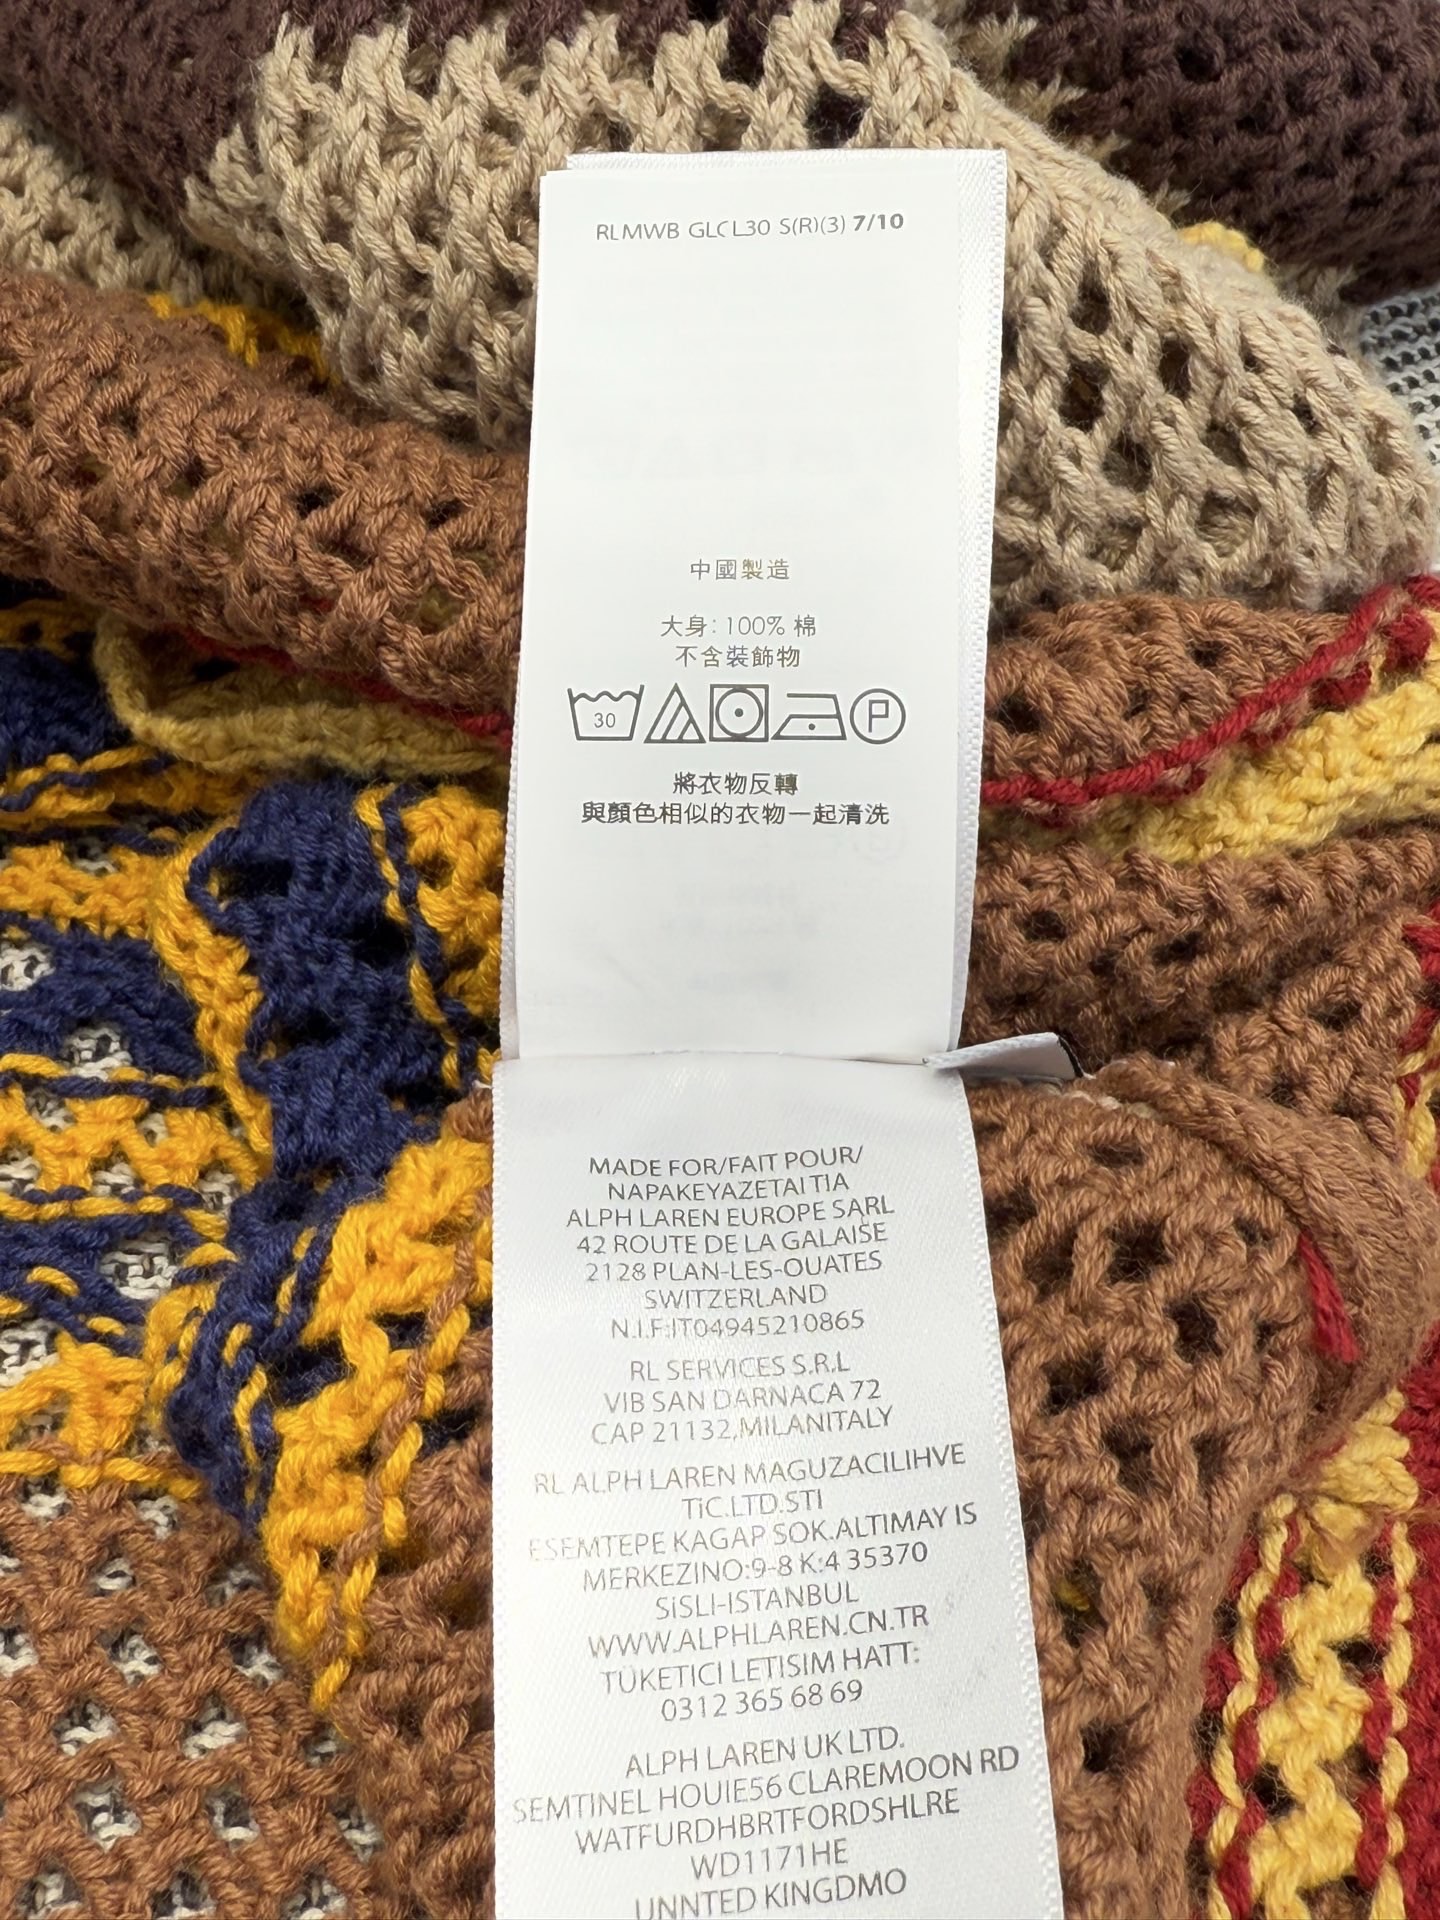 RLMWB GLCL30 S(R)(3) 7/10
中國製造
大身: 100% 棉
不含裝飾物
30 P
將衣物反轉
與顏色相似的衣物一起清洗
MADE FOR/FAIT POUR/
NAPAKEYAZETAITIA
ALPH LAREN EUROPE SARL
42 ROUTE DE LA GALAISE
2128 PLAN-LES-OUATES
SWITZERLAND
N.I.F:IT04945210865
RL SERVICES S.R.L
VIB SAN DARNACA 72
CAP 21132,MILANITALY
RL ALPH LAREN MAGUZACILIHVE
TiC.LTD.STI
ESEMTEPE KAGAP SOK.ALTIMAY IS
MERKEZINO:9-8 K:4 35370
SiSLI-ISTANBUL
WWW.ALPHLAREN.CN.TR
TUKETICI LETISIM HATT:
0312 365 68 69
ALPH LAREN UK LTD.
SEMTINEL HOUIE56 CLAREMOON RD
WATFURDHBRTFORDSHLRE
WD1171HE
UNNTED KINGDMO